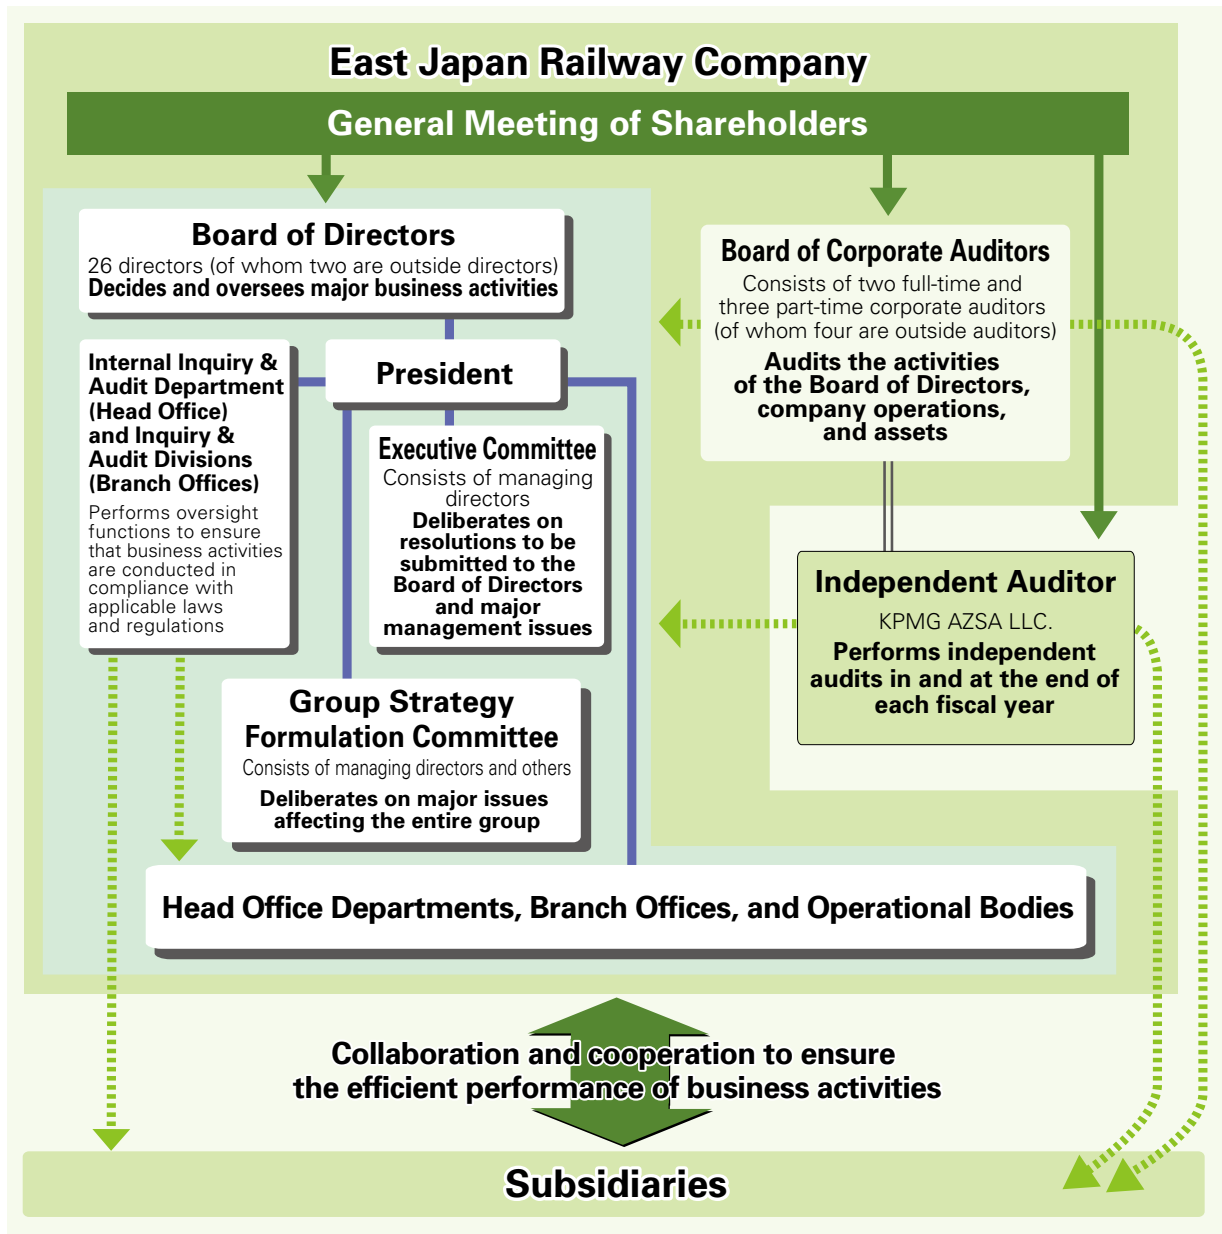 East Japan Railway Company
General Meeting of Shareholders
Board of Directors
26 directors (of whom two are outside directors)
Decides and oversees major business activities
Board of Corporate Auditors
Consists of two full-time and
three part-time corporate auditors
(of whom four are outside auditors)
Audits the activities
of the Board of Directors,
company operations,
and assets
Internal Inquiry &
Audit Department
(Head Office)
and Inquiry &
Audit Divisions
(Branch Offices)
Performs oversight
functions to ensure
that business activities
are conducted in
compliance with
applicable laws
and regulations
President
Executive Committee
Consists of managing
directors
Deliberates on
resolutions to be
submitted to the
Board of Directors
and major
management issues
Independent Auditor
KPMG AZSA LLC.
Performs independent
audits in and at the end of
each fiscal year
Group Strategy
Formulation Committee
Consists of managing directors and others
Deliberates on major issues
affecting the entire group
Head Office Departments, Branch Offices, and Operational Bodies
Collaboration and cooperation to ensure
the efficient performance of business activities
Subsidiaries